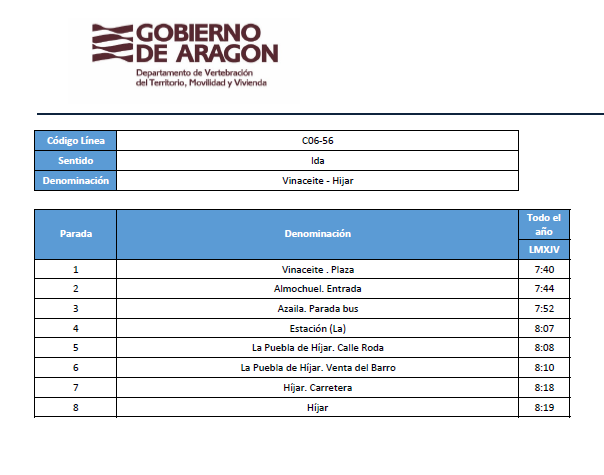 GOBIERNO
DE ARAGON
Departamento de Vertebración
del Territorio, Movilidad y Vivienda
Código Línea C06-56
Sentido Ida
Denominación Vinaceite - Hijar
Parada Denominación Todo el año LMXJV
1 Vinaceite . Plaza 7:40
2 Almochuel. Entrada 7:44
3 Azaila. Parada bus 7:52
4 Estación (La) 8:07
5 La Puebla de Híjar. Calle Roda 8:08
6 La Puebla de Híjar. Venta del Barro 8:10
7 Híjar. Carretera 8:18
8 Híjar 8:19